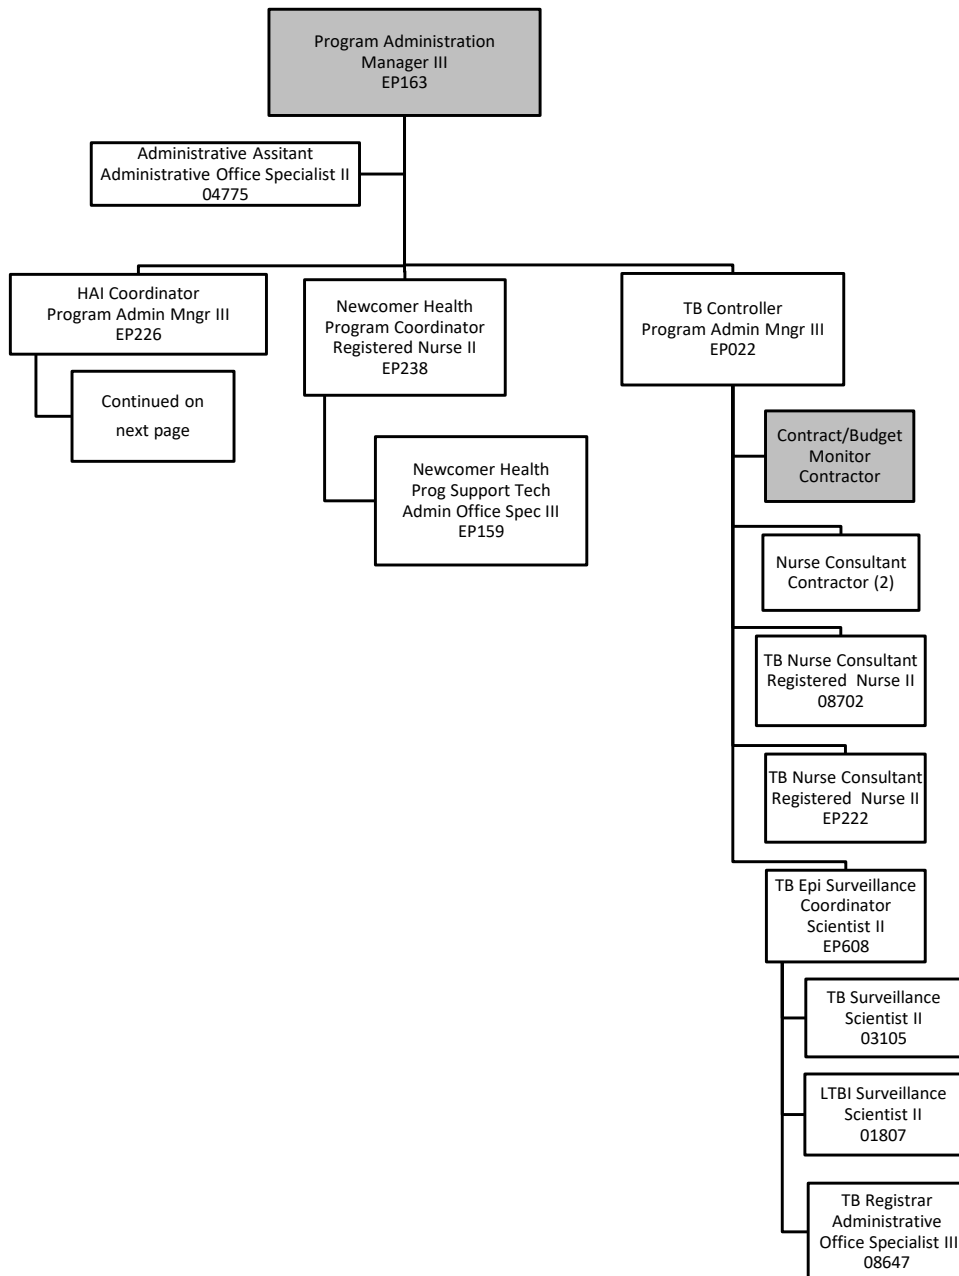 Program Administration
Manager III
EP163
Administrative Assitant
Administrative Office Specialist II
04775
HAI Coordinator
Program Admin Mngr III
EP226
Continued on
next page
Newcomer Health
Program Coordinator
Registered Nurse II
EP238
Newcomer Health
Prog Support Tech
Admin Office Spec III
EP159
TB Controller
Program Admin Mngr III
EP022
Contract/Budget
Monitor
Contractor
Nurse Consultant
Contractor (2)
TB Nurse Consultant
Registered Nurse II
08702
TB Nurse Consultant
Registered Nurse II
EP222
TB Epi Surveillance
Coordinator
Scientist II
EP608
TB Surveillance
Scientist II
03105
LTBI Surveillance
Scientist II
01807
TB Registrar
Administrative
Office Specialist III
08647